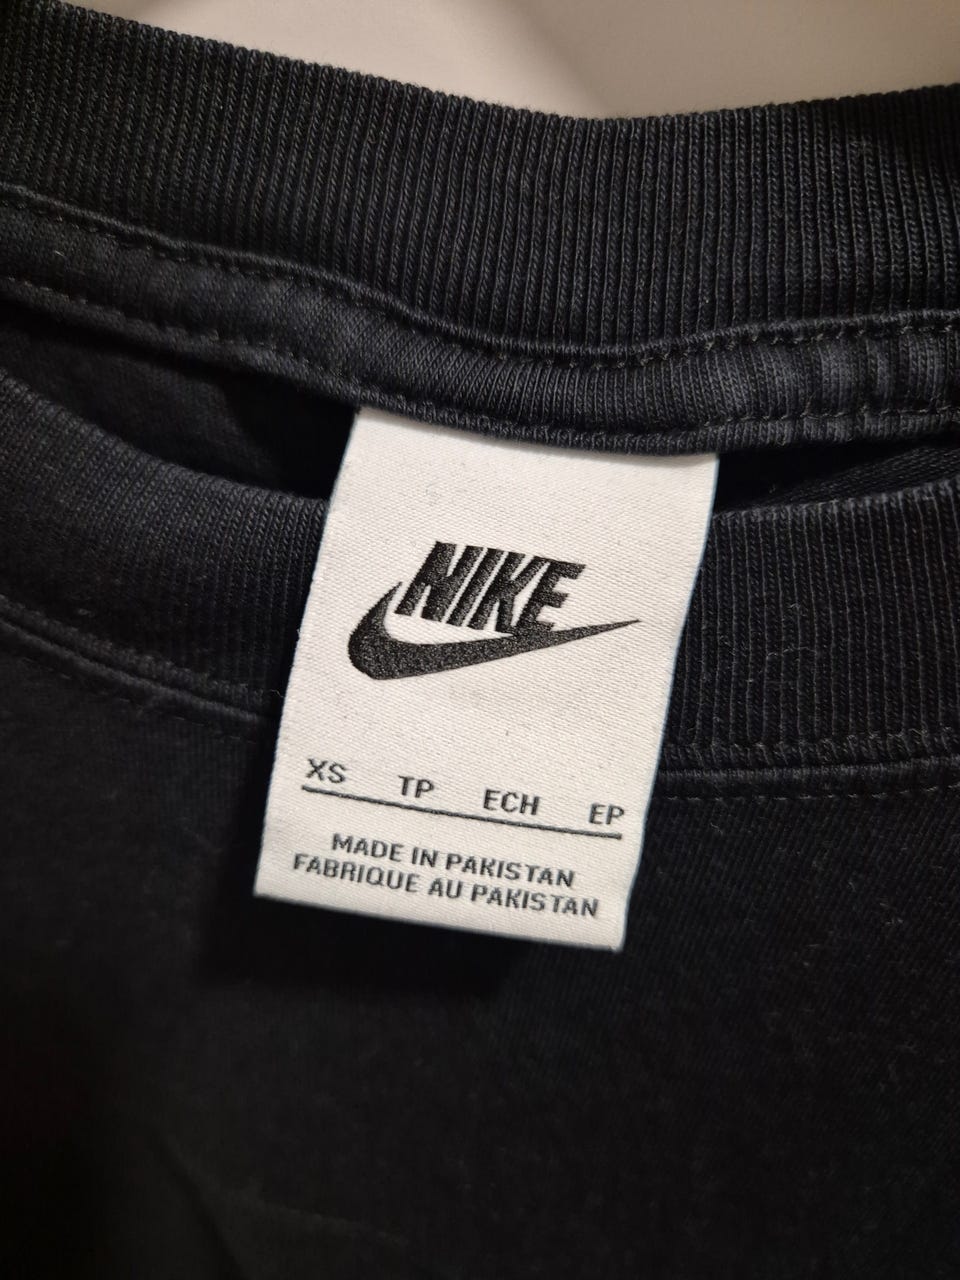 NIKE
XS TP ECH EP
MADE IN PAKISTAN
FABRIQUE AU PAKISTAN